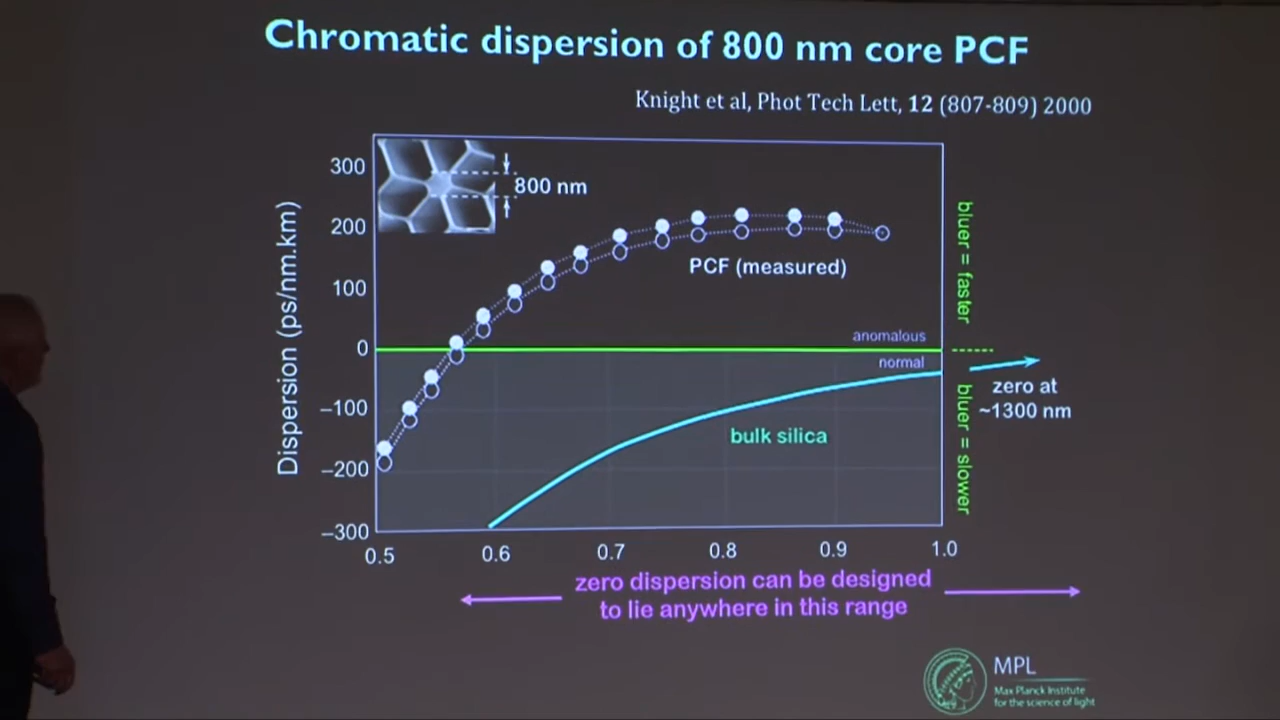 Chromatic dispersion of 800 nm core PCF
Knight et al, Phot Tech Lett, 12 (807-809) 2000
Dispersion (ps/nm.km)
300
200
100
0
–100
–200
–300
800 nm
PCF (measured)
anomalous
normal
bulk silica
bluer = faster
bluer = slower
zero at
~1300 nm
0.5 0.6 0.7 0.8 0.9 1.0
zero dispersion can be designed
to lie anywhere in this range
MPL
Max Planck Institute
for the science of light